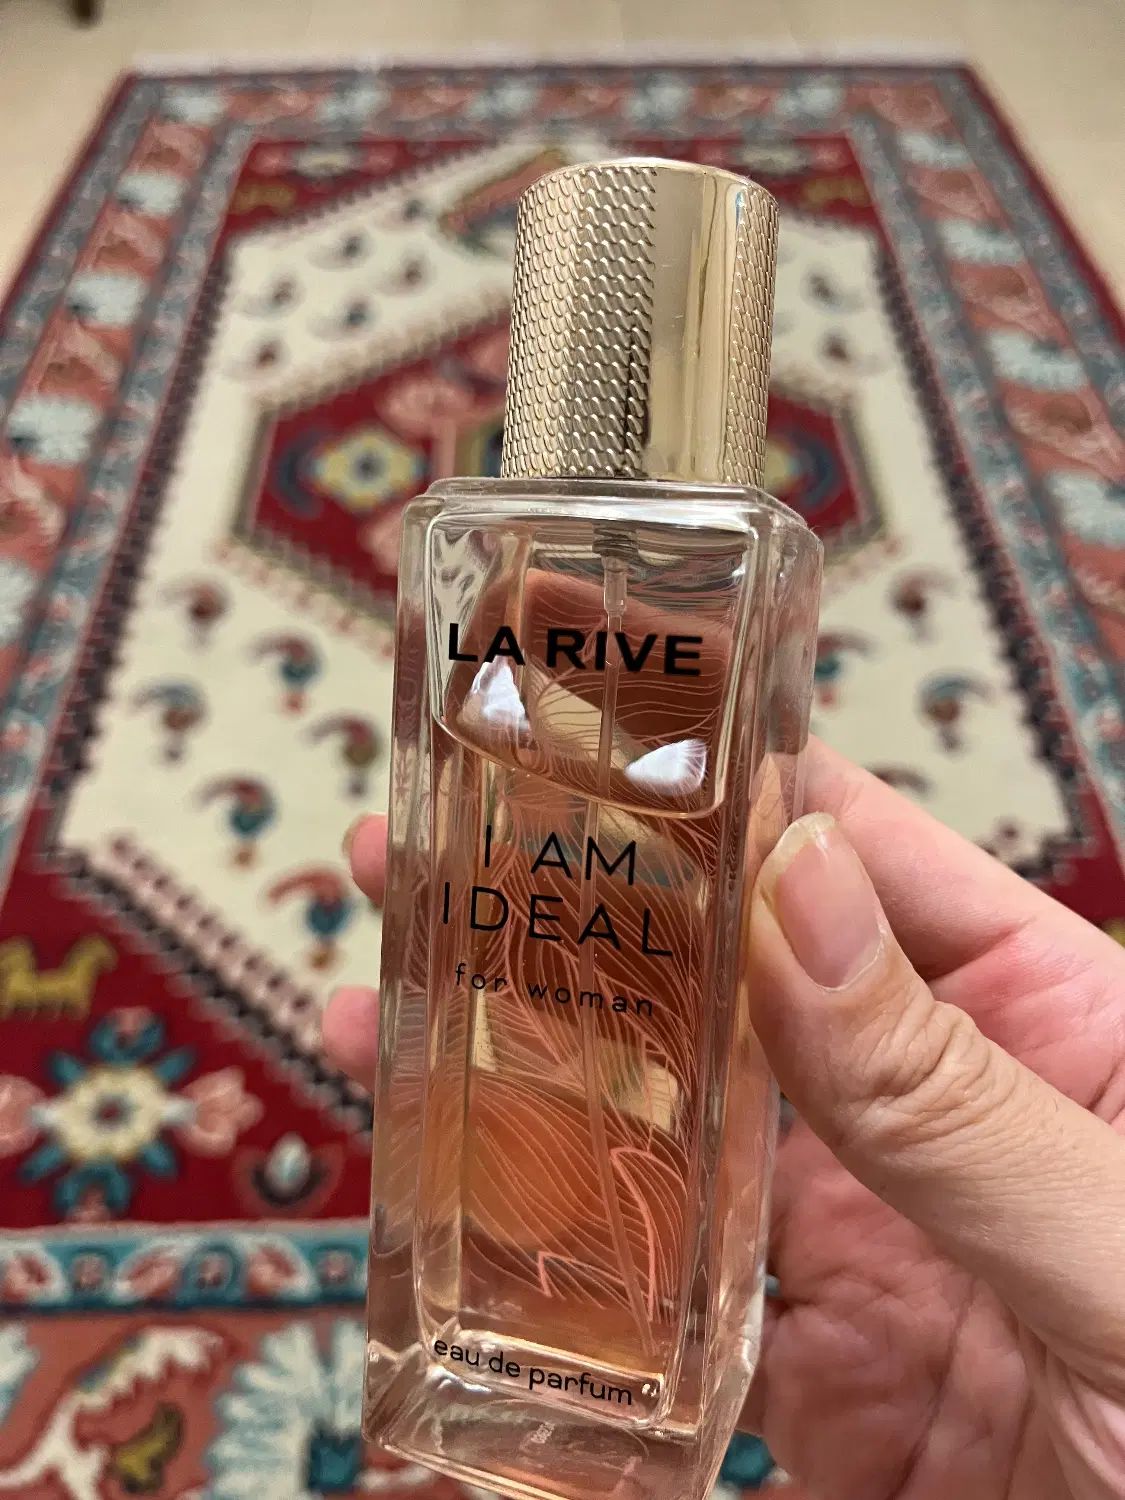 LA RIVE
I AM
IDEAL
for woman
eau de parfum